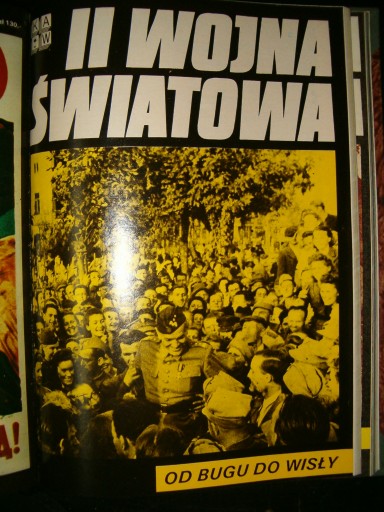 II WOJNA
ŚWIATOWA
OD BUGU DO WISŁY
Ą!